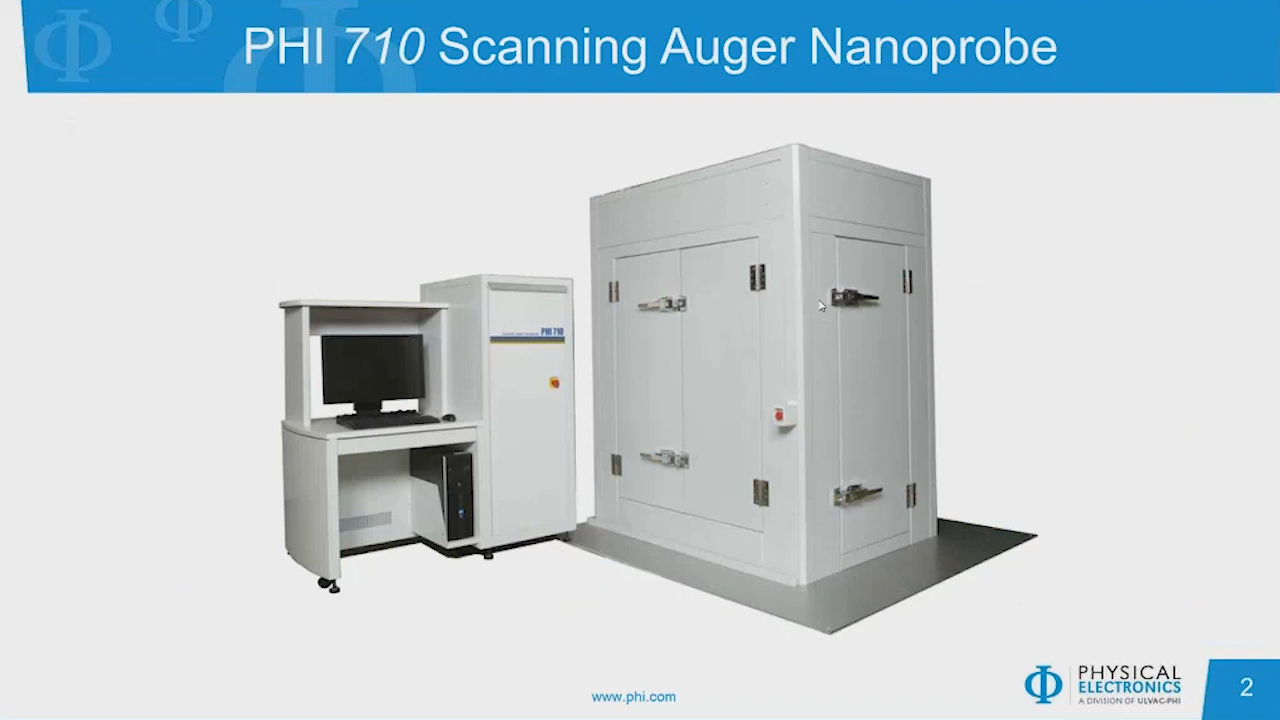 PHI 710 Scanning Auger Nanoprobe
PHI 710
www.phi.com
PHYSICAL
ELECTRONICS
A DIVISION OF ULVAC-PHI
2